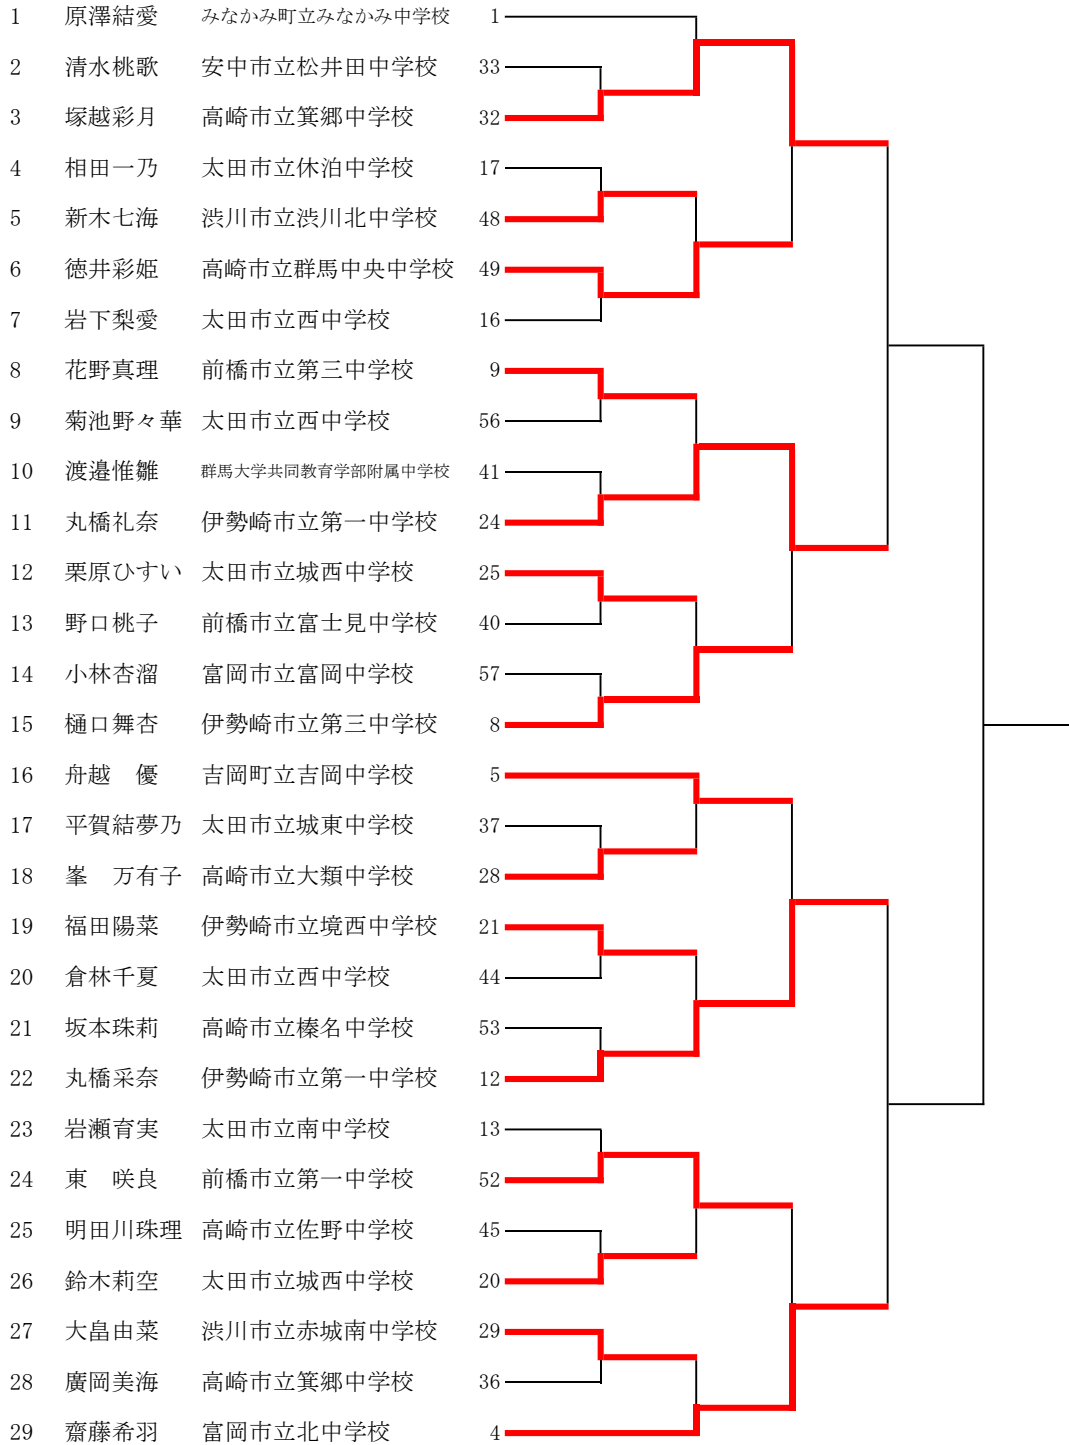 1 原澤結愛 みなかみ町立みなかみ中学校 1
2 清水桃歌 安中市立松井田中学校 33
3 塚越彩月 高崎市立箕郷中学校 32
4 相田一乃 太田市立休泊中学校 17
5 新木七海 渋川市立渋川北中学校 48
6 徳井彩姫 高崎市立群馬中央中学校 49
7 岩下梨愛 太田市立西中学校 16
8 花野真理 前橋市立第三中学校 9
9 菊池野々華 太田市立西中学校 56
10 渡邉惟雛 群馬大学共同教育学部附属中学校 41
11 丸橋礼奈 伊勢崎市立第一中学校 24
12 栗原ひすい 太田市立城西中学校 25
13 野口桃子 前橋市立富士見中学校 40
14 小林杏溜 富岡市立富岡中学校 57
15 樋口舞杏 伊勢崎市立第三中学校 8
16 舟越　優 吉岡町立吉岡中学校 5
17 平賀結夢乃 太田市立城東中学校 37
18 峯　万有子 高崎市立大類中学校 28
19 福田陽菜 伊勢崎市立境西中学校 21
20 倉林千夏 太田市立西中学校 44
21 坂本珠莉 高崎市立榛名中学校 53
22 丸橋采奈 伊勢崎市立第一中学校 12
23 岩瀬育実 太田市立南中学校 13
24 東　咲良 前橋市立第一中学校 52
25 明田川珠理 高崎市立佐野中学校 45
26 鈴木莉空 太田市立城西中学校 20
27 大畠由菜 渋川市立赤城南中学校 29
28 廣岡美海 高崎市立箕郷中学校 36
29 齋藤希羽 富岡市立北中学校 4